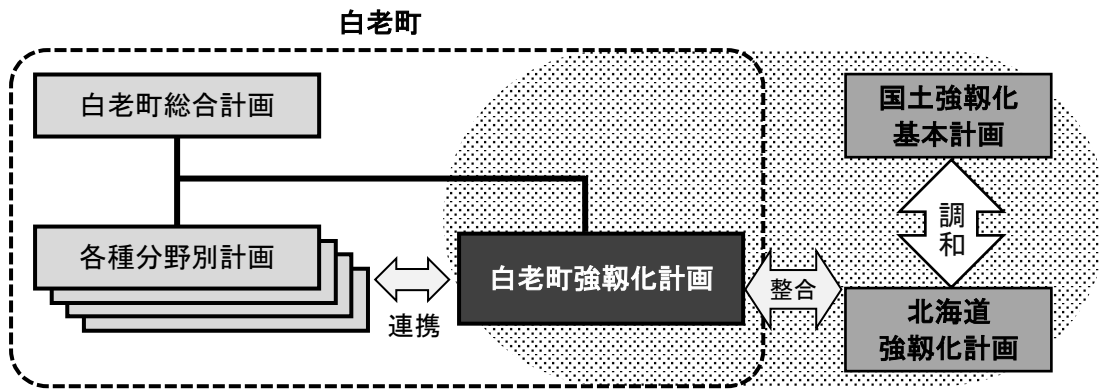 白老町
白老町総合計画
国土強靱化
基本計画
調
和
各種分野別計画
白老町強靱化計画
連携
整合
北海道
強靱化計画